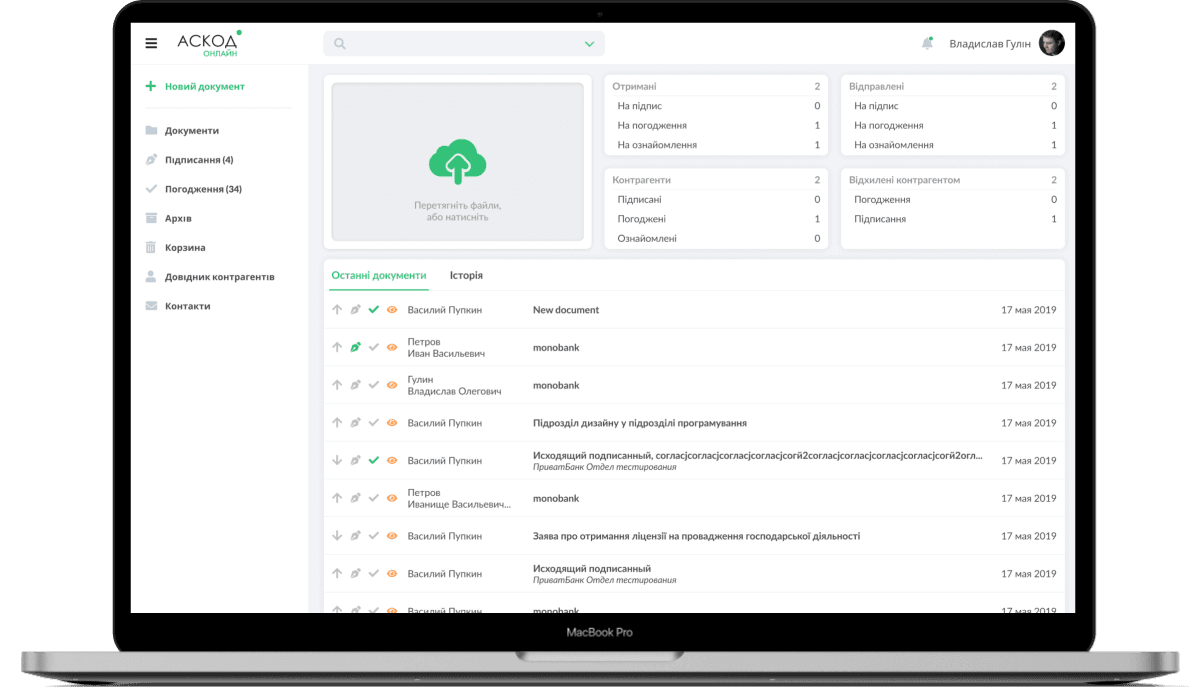 АСКОД
ОНЛАЙН
Владислав Гулін
Новий документ
Документи
Підписання (4)
Погодження (34)
Архів
Корзина
Довідник контрагентів
Контакти
Перетягніть файли,
або натисніть
Отримані 2
На підпис 0
На погодження 1
На ознайомлення 1
Відправлені 2
На підпис 0
На погодження 1
На ознайомлення 1
Контрагенти 2
Підписані 0
Погоджені 1
Ознайомлені 0
Відхилені контрагентом 2
Погодження 0
Підписання 1
Останні документи Історія
Василий Пупкин New document 17 мая 2019
Петров
Иван Васильевич monobank 17 мая 2019
Гулин
Владислав Олегович monobank 17 мая 2019
Василий Пупкин Підрозділ дизайну у підрозділі програмування 17 мая 2019
Василий Пупкин Исходящий подписанный, согласјсогласјсогласјсогласјсогй2согласјсогласјсогласјсогласјсогй2огл... 17 мая 2019
ПриватБанк Отдел тестирования
Петров
Иванище Васильевич... monobank 17 мая 2019
Василий Пупкин Заява про отримання ліцензії на провадження господарської діяльності 17 мая 2019
Василий Пупкин Исходящий подписанный 17 мая 2019
ПриватБанк Отдел тестирования
Василий Пупкин monobank 17 мая 2019
MacBook Pro